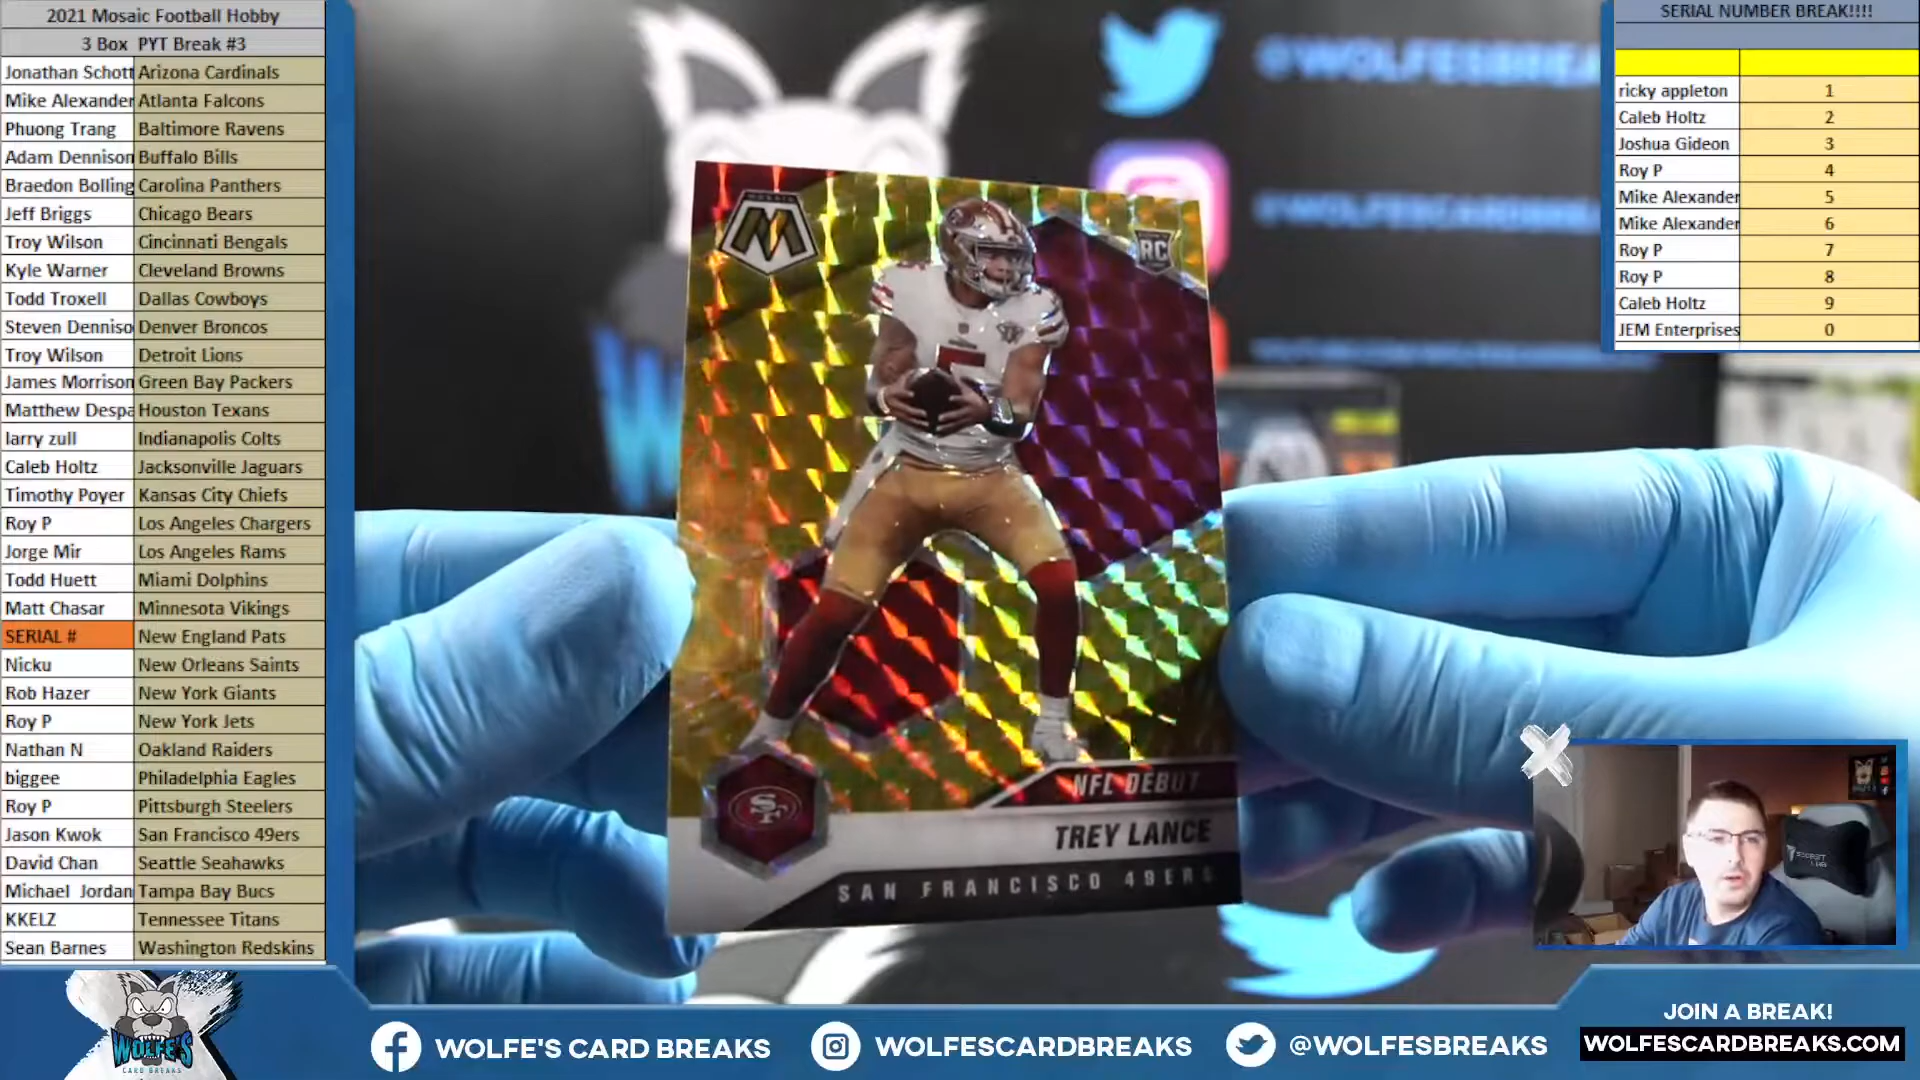 2021 Mosaic Football Hobby
3 Box PYT Break #3
Jonathan Schott Arizona Cardinals
Mike Alexander Atlanta Falcons
Phuong Trang Baltimore Ravens
Adam Dennison Buffalo Bills
Braedon Bolling Carolina Panthers
Jeff Briggs Chicago Bears
Troy Wilson Cincinnati Bengals
Kyle Warner Cleveland Browns
Todd Troxell Dallas Cowboys
Steven Denniso Denver Broncos
Troy Wilson Detroit Lions
James Morrison Green Bay Packers
Matthew Despa Houston Texans
larry zull Indianapolis Colts
Caleb Holtz Jacksonville Jaguars
Timothy Poyer Kansas City Chiefs
Roy P Los Angeles Chargers
Jorge Mir Los Angeles Rams
Todd Huett Miami Dolphins
Matt Chasar Minnesota Vikings
SERIAL # New England Pats
Nicku New Orleans Saints
Rob Hazer New York Giants
Roy P New York Jets
Nathan N Oakland Raiders
biggee Philadelphia Eagles
Roy P Pittsburgh Steelers
Jason Kwok San Francisco 49ers
David Chan Seattle Seahawks
Michael Jordan Tampa Bay Bucs
KKELZ Tennessee Titans
Sean Barnes Washington Redskins
@WOLFESBREA
@WOLFESCARDBREA
MOSAIC
M
RC
5
NFL DEBUT
SF
TREY LANCE
SAN FRANCISCO 49ERS
SERIAL NUMBER BREAK!!!!
ricky appleton 1
Caleb Holtz 2
Joshua Gideon 3
Roy P 4
Mike Alexander 5
Mike Alexander 6
Roy P 7
Roy P 8
Caleb Holtz 9
JEM Enterprises 0
WOLFE'S
CARD BREAKS
WOLFE'S CARD BREAKS
WOLFESCARDBREAKS
@WOLFESBREAKS
JOIN A BREAK!
WOLFESCARDBREAKS.COM